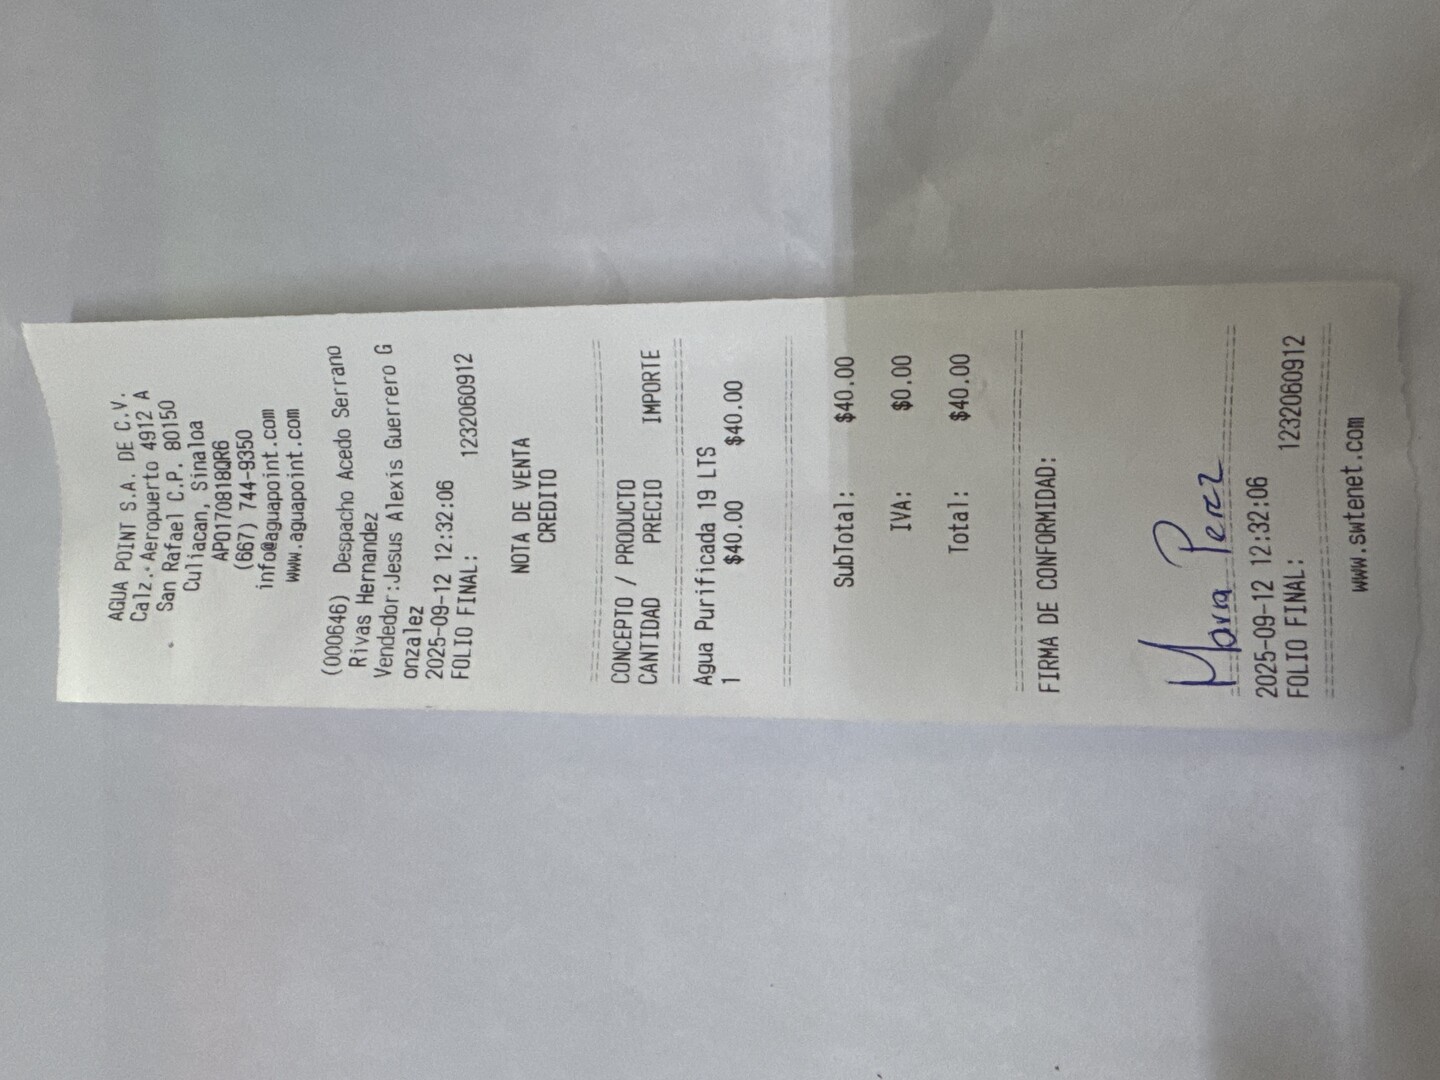 AGUA POINT S.A. DE C.V.
Calz. Aeropuerto 4912 A
San Rafael C.P. 80150
Culiacan, Sinaloa
APO170818QR6
(667) 744-9350
info@aguapoint.com
www.aguapoint.com
(000646) Despacho Acedo Serrano
Rivas Hernandez
Vendedor:Jesus Alexis Guerrero G
onzalez
2025-09-12 12:32:06
FOLIO FINAL: 1232060912
NOTA DE VENTA
CREDITO
CONCEPTO / PRODUCTO
CANTIDAD PRECIO IMPORTE
Agua Purificada 19 LTS
1 $40.00 $40.00
SubTotal: $40.00
IVA: $0.00
Total: $40.00
FIRMA DE CONFORMIDAD:
Perez
2025-09-12 12:32:06
FOLIO FINAL: 1232060912
www.swtenet.com